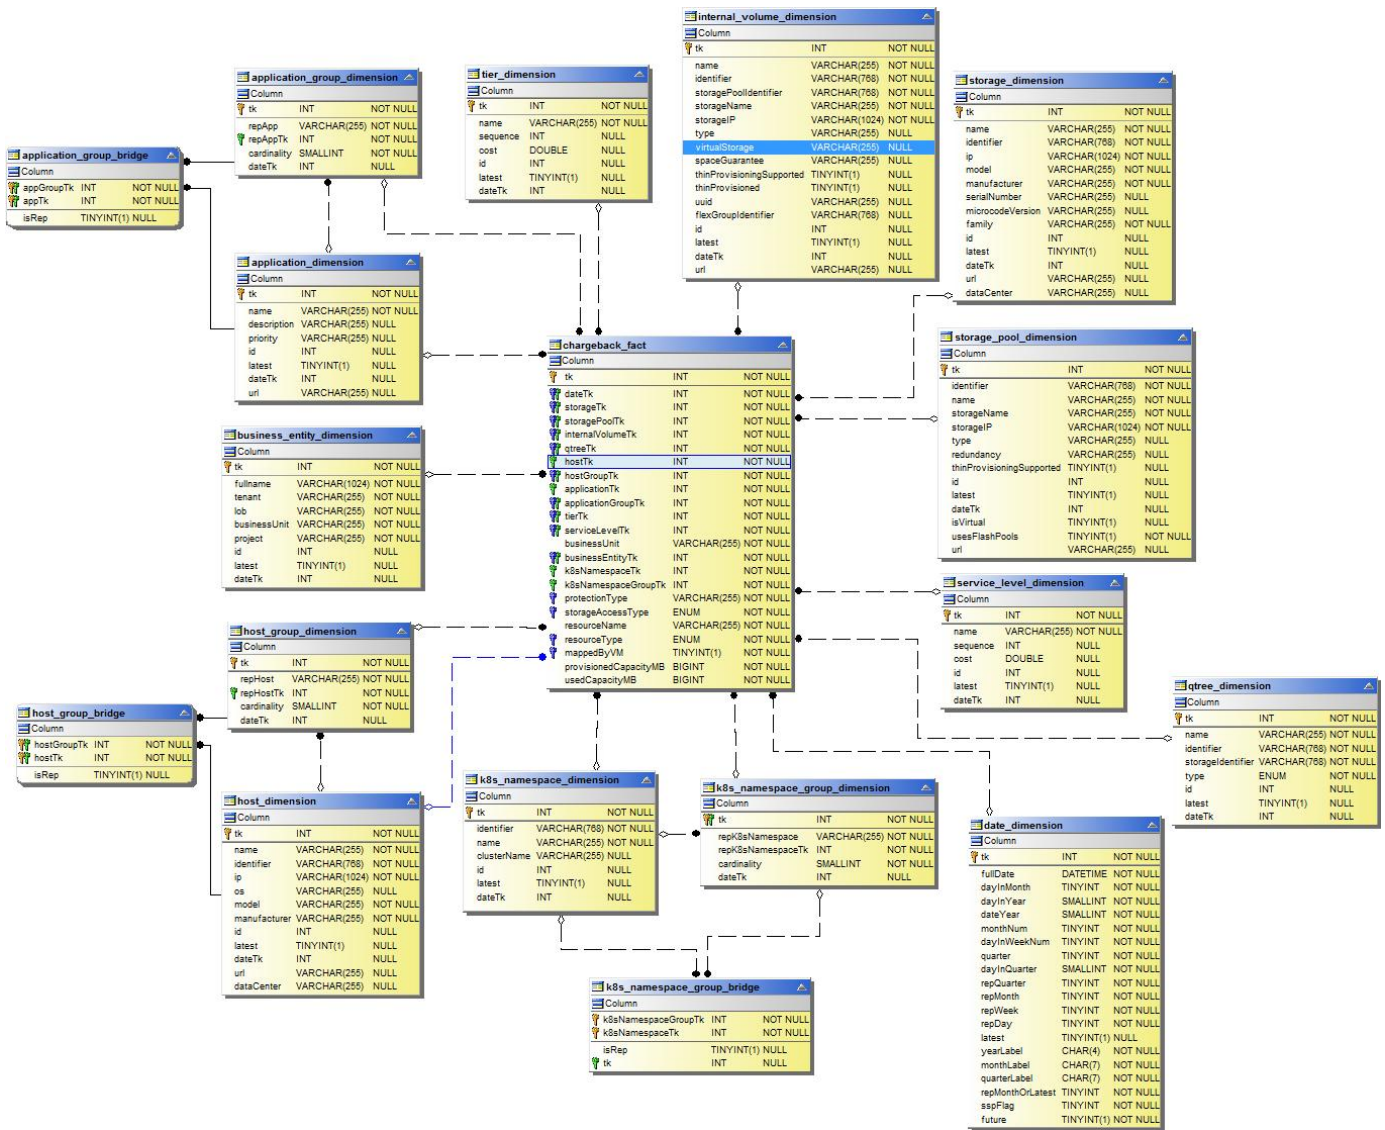 internal_volume_dimension
Column
tk INT NOT NULL
name VARCHAR(255) NOT NULL
identifier VARCHAR(768) NOT NULL
storagePoolIdentifier VARCHAR(768) NOT NULL
storageName VARCHAR(255) NOT NULL
storageIP VARCHAR(1024) NOT NULL
type VARCHAR(255) NULL
virtualStorage VARCHAR(255) NULL
spaceGuarantee VARCHAR(255) NULL
thinProvisioningSupported TINYINT(1) NULL
thinProvisioned TINYINT(1) NULL
uuid VARCHAR(255) NULL
flexGroupIdentifier VARCHAR(768) NULL
id INT NULL
latest TINYINT(1) NULL
dateTk INT NULL
url VARCHAR(255) NULL
application_group_dimension
Column
tk INT NOT NULL
repApp VARCHAR(255) NOT NULL
repAppTk INT NOT NULL
cardinality SMALLINT NOT NULL
dateTk INT NULL
tier_dimension
Column
tk INT NOT NULL
name VARCHAR(255) NOT NULL
sequence INT NULL
cost DOUBLE NULL
id INT NULL
latest TINYINT(1) NULL
dateTk INT NULL
storage_dimension
Column
tk INT NOT NULL
name VARCHAR(255) NOT NULL
identifier VARCHAR(768) NOT NULL
ip VARCHAR(1024) NOT NULL
model VARCHAR(255) NOT NULL
manufacturer VARCHAR(255) NOT NULL
serialNumber VARCHAR(255) NULL
microcodeVersion VARCHAR(255) NULL
family VARCHAR(255) NOT NULL
id INT NULL
latest TINYINT(1) NULL
dateTk INT NULL
url VARCHAR(255) NULL
dataCenter VARCHAR(255) NULL
application_group_bridge
Column
appGroupTk INT NOT NULL
appTk INT NOT NULL
isRep TINYINT(1) NULL
application_dimension
Column
tk INT NOT NULL
name VARCHAR(255) NOT NULL
description VARCHAR(255) NULL
priority VARCHAR(255) NULL
id INT NULL
latest TINYINT(1) NULL
dateTk INT NULL
url VARCHAR(255) NULL
chargeback_fact
Column
tk INT NOT NULL
dateTk INT NOT NULL
storageTk INT NOT NULL
storagePoolTk INT NOT NULL
internalVolumeTk INT NOT NULL
qtreeTk INT NOT NULL
hostTk INT NOT NULL
hostGroupTk INT NOT NULL
applicationTk INT NOT NULL
applicationGroupTk INT NOT NULL
tierTk INT NOT NULL
serviceLevelTk INT NOT NULL
businessUnit VARCHAR(255) NOT NULL
businessEntityTk INT NOT NULL
k8sNamespaceTk INT NOT NULL
k8sNamespaceGroupTk INT NOT NULL
protectionType VARCHAR(255) NOT NULL
storageAccessType ENUM NOT NULL
resourceName VARCHAR(255) NOT NULL
resourceType ENUM NOT NULL
mappedByVM TINYINT(1) NOT NULL
provisionedCapacityMB BIGINT NOT NULL
usedCapacityMB BIGINT NOT NULL
storage_pool_dimension
Column
tk INT NOT NULL
identifier VARCHAR(768) NOT NULL
name VARCHAR(255) NOT NULL
storageName VARCHAR(255) NOT NULL
storageIP VARCHAR(1024) NOT NULL
type VARCHAR(255) NULL
redundancy VARCHAR(255) NULL
thinProvisioningSupported TINYINT(1) NULL
id INT NULL
latest TINYINT(1) NULL
dateTk INT NULL
isVirtual TINYINT(1) NULL
usesFlashPools TINYINT(1) NOT NULL
url VARCHAR(255) NULL
business_entity_dimension
Column
tk INT NOT NULL
fullname VARCHAR(1024) NOT NULL
tenant VARCHAR(255) NOT NULL
lob VARCHAR(255) NOT NULL
businessUnit VARCHAR(255) NOT NULL
project VARCHAR(255) NOT NULL
id INT NULL
latest TINYINT(1) NULL
dateTk INT NULL
service_level_dimension
Column
tk INT NOT NULL
name VARCHAR(255) NOT NULL
sequence INT NULL
cost DOUBLE NULL
id INT NULL
latest TINYINT(1) NULL
dateTk INT NULL
host_group_dimension
Column
tk INT NOT NULL
repHost VARCHAR(255) NOT NULL
repHostTk INT NOT NULL
cardinality SMALLINT NOT NULL
dateTk INT NULL
qtree_dimension
Column
tk INT NOT NULL
name VARCHAR(255) NOT NULL
identifier VARCHAR(768) NOT NULL
storageIdentifier VARCHAR(768) NOT NULL
type ENUM NOT NULL
id INT NULL
latest TINYINT(1) NULL
dateTk INT NULL
host_group_bridge
Column
hostGroupTk INT NOT NULL
hostTk INT NOT NULL
isRep TINYINT(1) NULL
host_dimension
Column
tk INT NOT NULL
name VARCHAR(255) NOT NULL
identifier VARCHAR(768) NOT NULL
ip VARCHAR(1024) NOT NULL
os VARCHAR(255) NULL
model VARCHAR(255) NOT NULL
manufacturer VARCHAR(255) NOT NULL
id INT NULL
latest TINYINT(1) NULL
dateTk INT NULL
url VARCHAR(255) NULL
dataCenter VARCHAR(255) NULL
k8s_namespace_dimension
Column
tk INT NOT NULL
identifier VARCHAR(768) NOT NULL
name VARCHAR(255) NOT NULL
clusterName VARCHAR(255) NULL
id INT NULL
latest TINYINT(1) NULL
dateTk INT NULL
k8s_namespace_group_dimension
Column
tk INT NOT NULL
repK8sNamespace VARCHAR(255) NOT NULL
repK8sNamespaceTk INT NOT NULL
cardinality SMALLINT NOT NULL
dateTk INT NULL
date_dimension
Column
tk INT NOT NULL
fullDate DATETIME NOT NULL
dayInMonth TINYINT NOT NULL
dayInYear SMALLINT NOT NULL
dateYear SMALLINT NOT NULL
monthNum TINYINT NOT NULL
dayInWeekNum TINYINT NOT NULL
quarter TINYINT NOT NULL
dayInQuarter SMALLINT NOT NULL
repQuarter TINYINT NOT NULL
repMonth TINYINT NOT NULL
repWeek TINYINT NOT NULL
repDay TINYINT NOT NULL
latest TINYINT(1) NULL
yearLabel CHAR(4) NOT NULL
monthLabel CHAR(7) NOT NULL
quarterLabel CHAR(7) NOT NULL
repMonthOrLatest TINYINT NOT NULL
sspFlag TINYINT NOT NULL
future TINYINT(1) NOT NULL
k8s_namespace_group_bridge
Column
k8sNamespaceGroupTk INT NOT NULL
k8sNamespaceTk INT NOT NULL
isRep TINYINT(1) NULL
tk INT NOT NULL